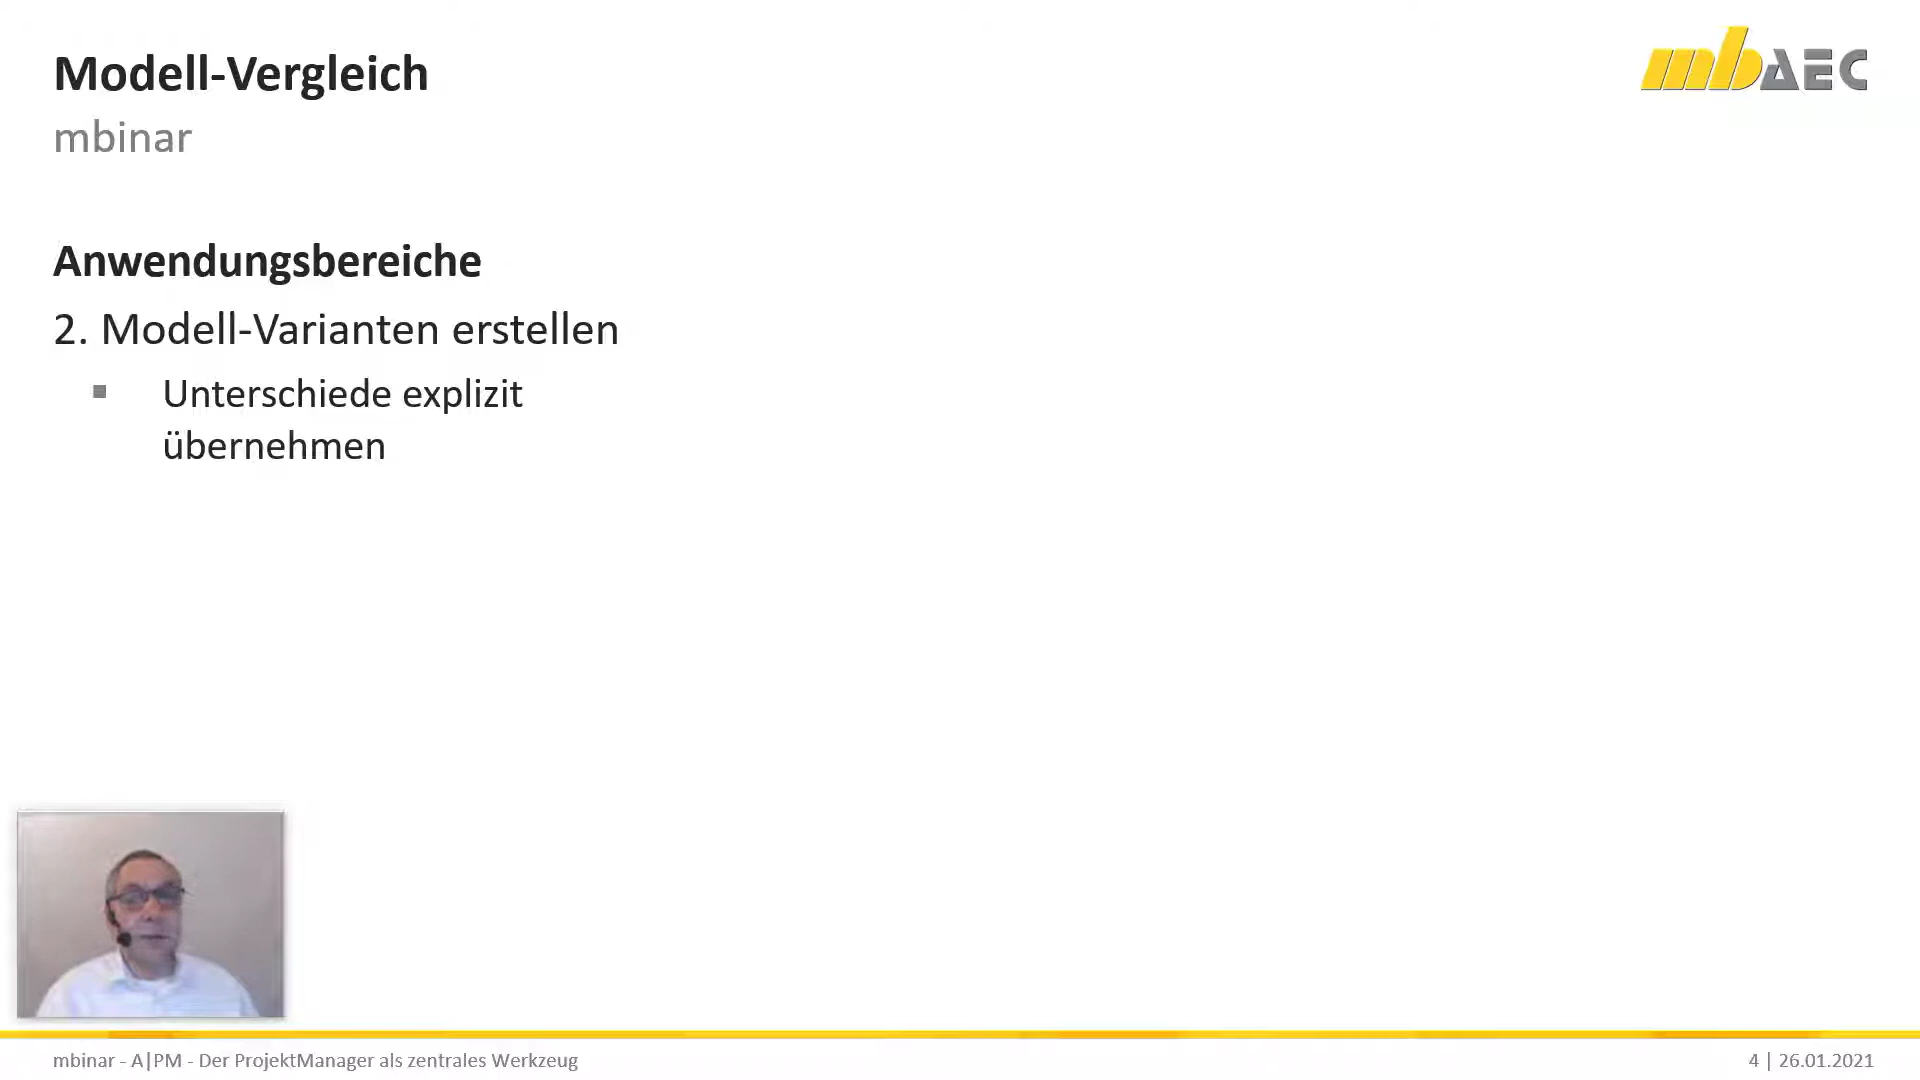 Modell-Vergleich
mbAEC
mbinar
Anwendungsbereiche
2. Modell-Varianten erstellen
▪ Unterschiede explizit
übernehmen
mbinar - A|PM - Der ProjektManager als zentrales Werkzeug
4 | 26.01.2021